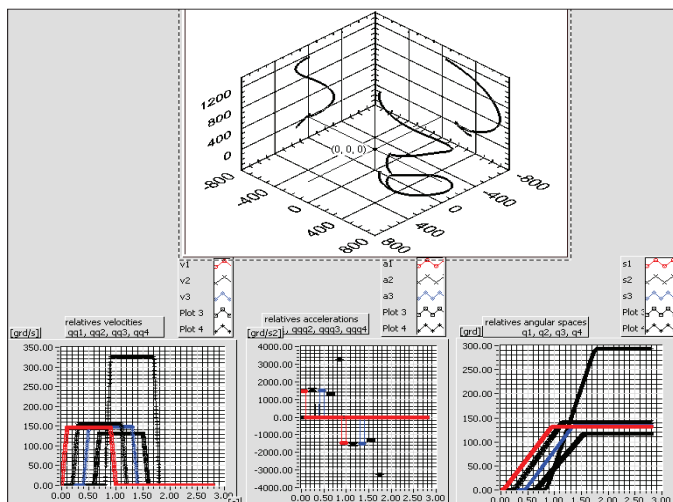 1200
800
400
0
-800
-400
0
400
800
(0, 0, 0)
-800
-400
0
400
800
v1
v2
v3
Plot 3
Plot 4
a1
a2
a3
Plot 3
Plot 4
s1
s2
s3
Plot 3
Plot 4
relatives velocities
qq1, qq2, qq3, qq4
[grd/s]
350.00
300.00
250.00
200.00
150.00
100.00
50.00
0.00
0.00 0.50 1.00 1.50 2.00 2.50 3.00
relatives accelerations
, qqq2, qqq3, qqq4
[grd/s2]
4000.00
3000.00
2000.00
1000.00
0.00
-1000.00
-2000.00
-3000.00
-4000.00
0.00 0.50 1.00 1.50 2.00 2.50 3.00
relatives angular spaces
q1, q2, q3, q4
[grd]
300.00
250.00
200.00
150.00
100.00
50.00
0.00
0.00 0.50 1.00 1.50 2.00 2.50 3.00